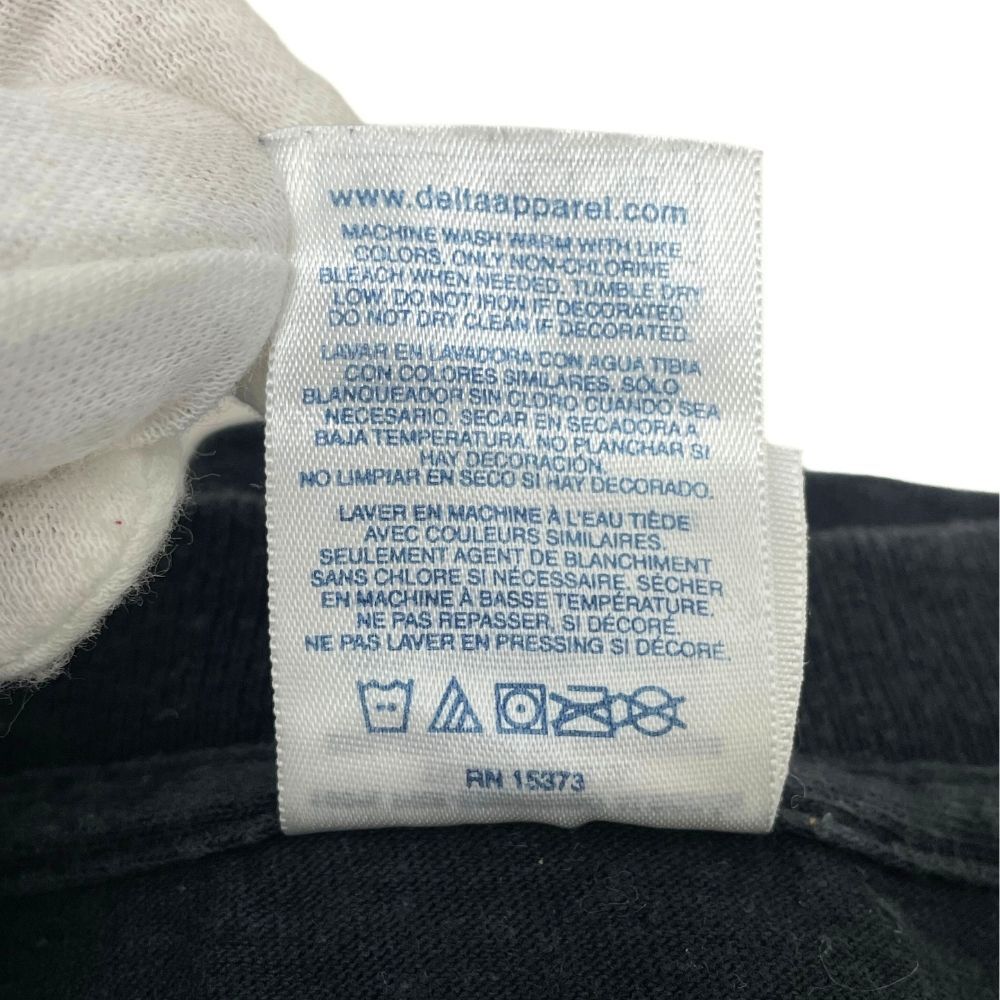 www.deltaapparel.com
MACHINE WASH WARM WITH LIKE
COLORS, ONLY NON-CHLORINE
BLEACH WHEN NEEDED, TUMBLE DRY
LOW, DO NOT IRON IF DECORATED.
DO NOT DRY CLEAN IF DECORATED.
LAVAR EN LAVADORA CON AGUA TIBIA
CON COLORES SIMILARES, SÓLO
BLANQUEADOR SIN CLORO CUANDO SEA
NECESARIO, SECAR EN SECADORA A
BAJA TEMPERATURA, NO PLANCHAR SI
HAY DECORACIÓN.
NO LIMPIAR EN SECO SI HAY DECORADO.
LAVER EN MACHINE À L'EAU TIÈDE
AVEC COULEURS SIMILAIRES.
SEULEMENT AGENT DE BLANCHIMENT
SANS CHLORE SI NÉCESSAIRE, SÉCHER
EN MACHINE À BASSE TEMPÉRATURE,
NE PAS REPASSER, SI DÉCORÉ.
NE PAS LAVER EN PRESSING SI DÉCORÉ.
RN 15373